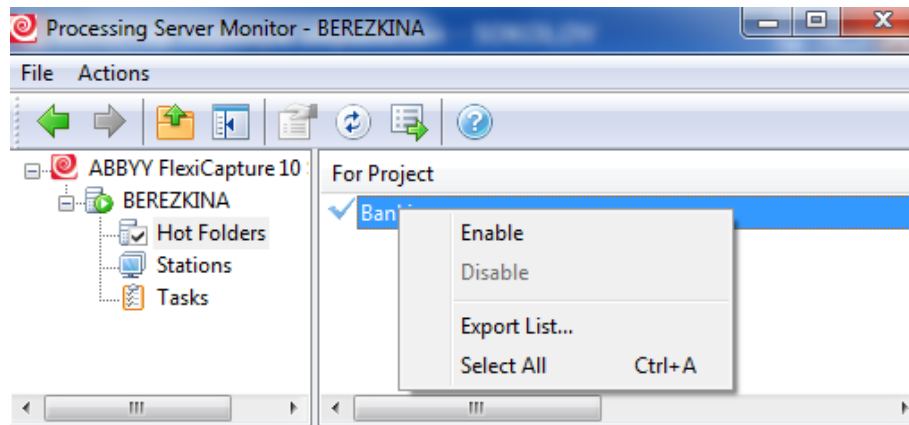 Processing Server Monitor - BEREZKINA
File Actions
ABBYY FlexiCapture 10
BEREZKINA
Hot Folders
Stations
Tasks
For Project
Enable
Disable
Export List...
Select All Ctrl+A